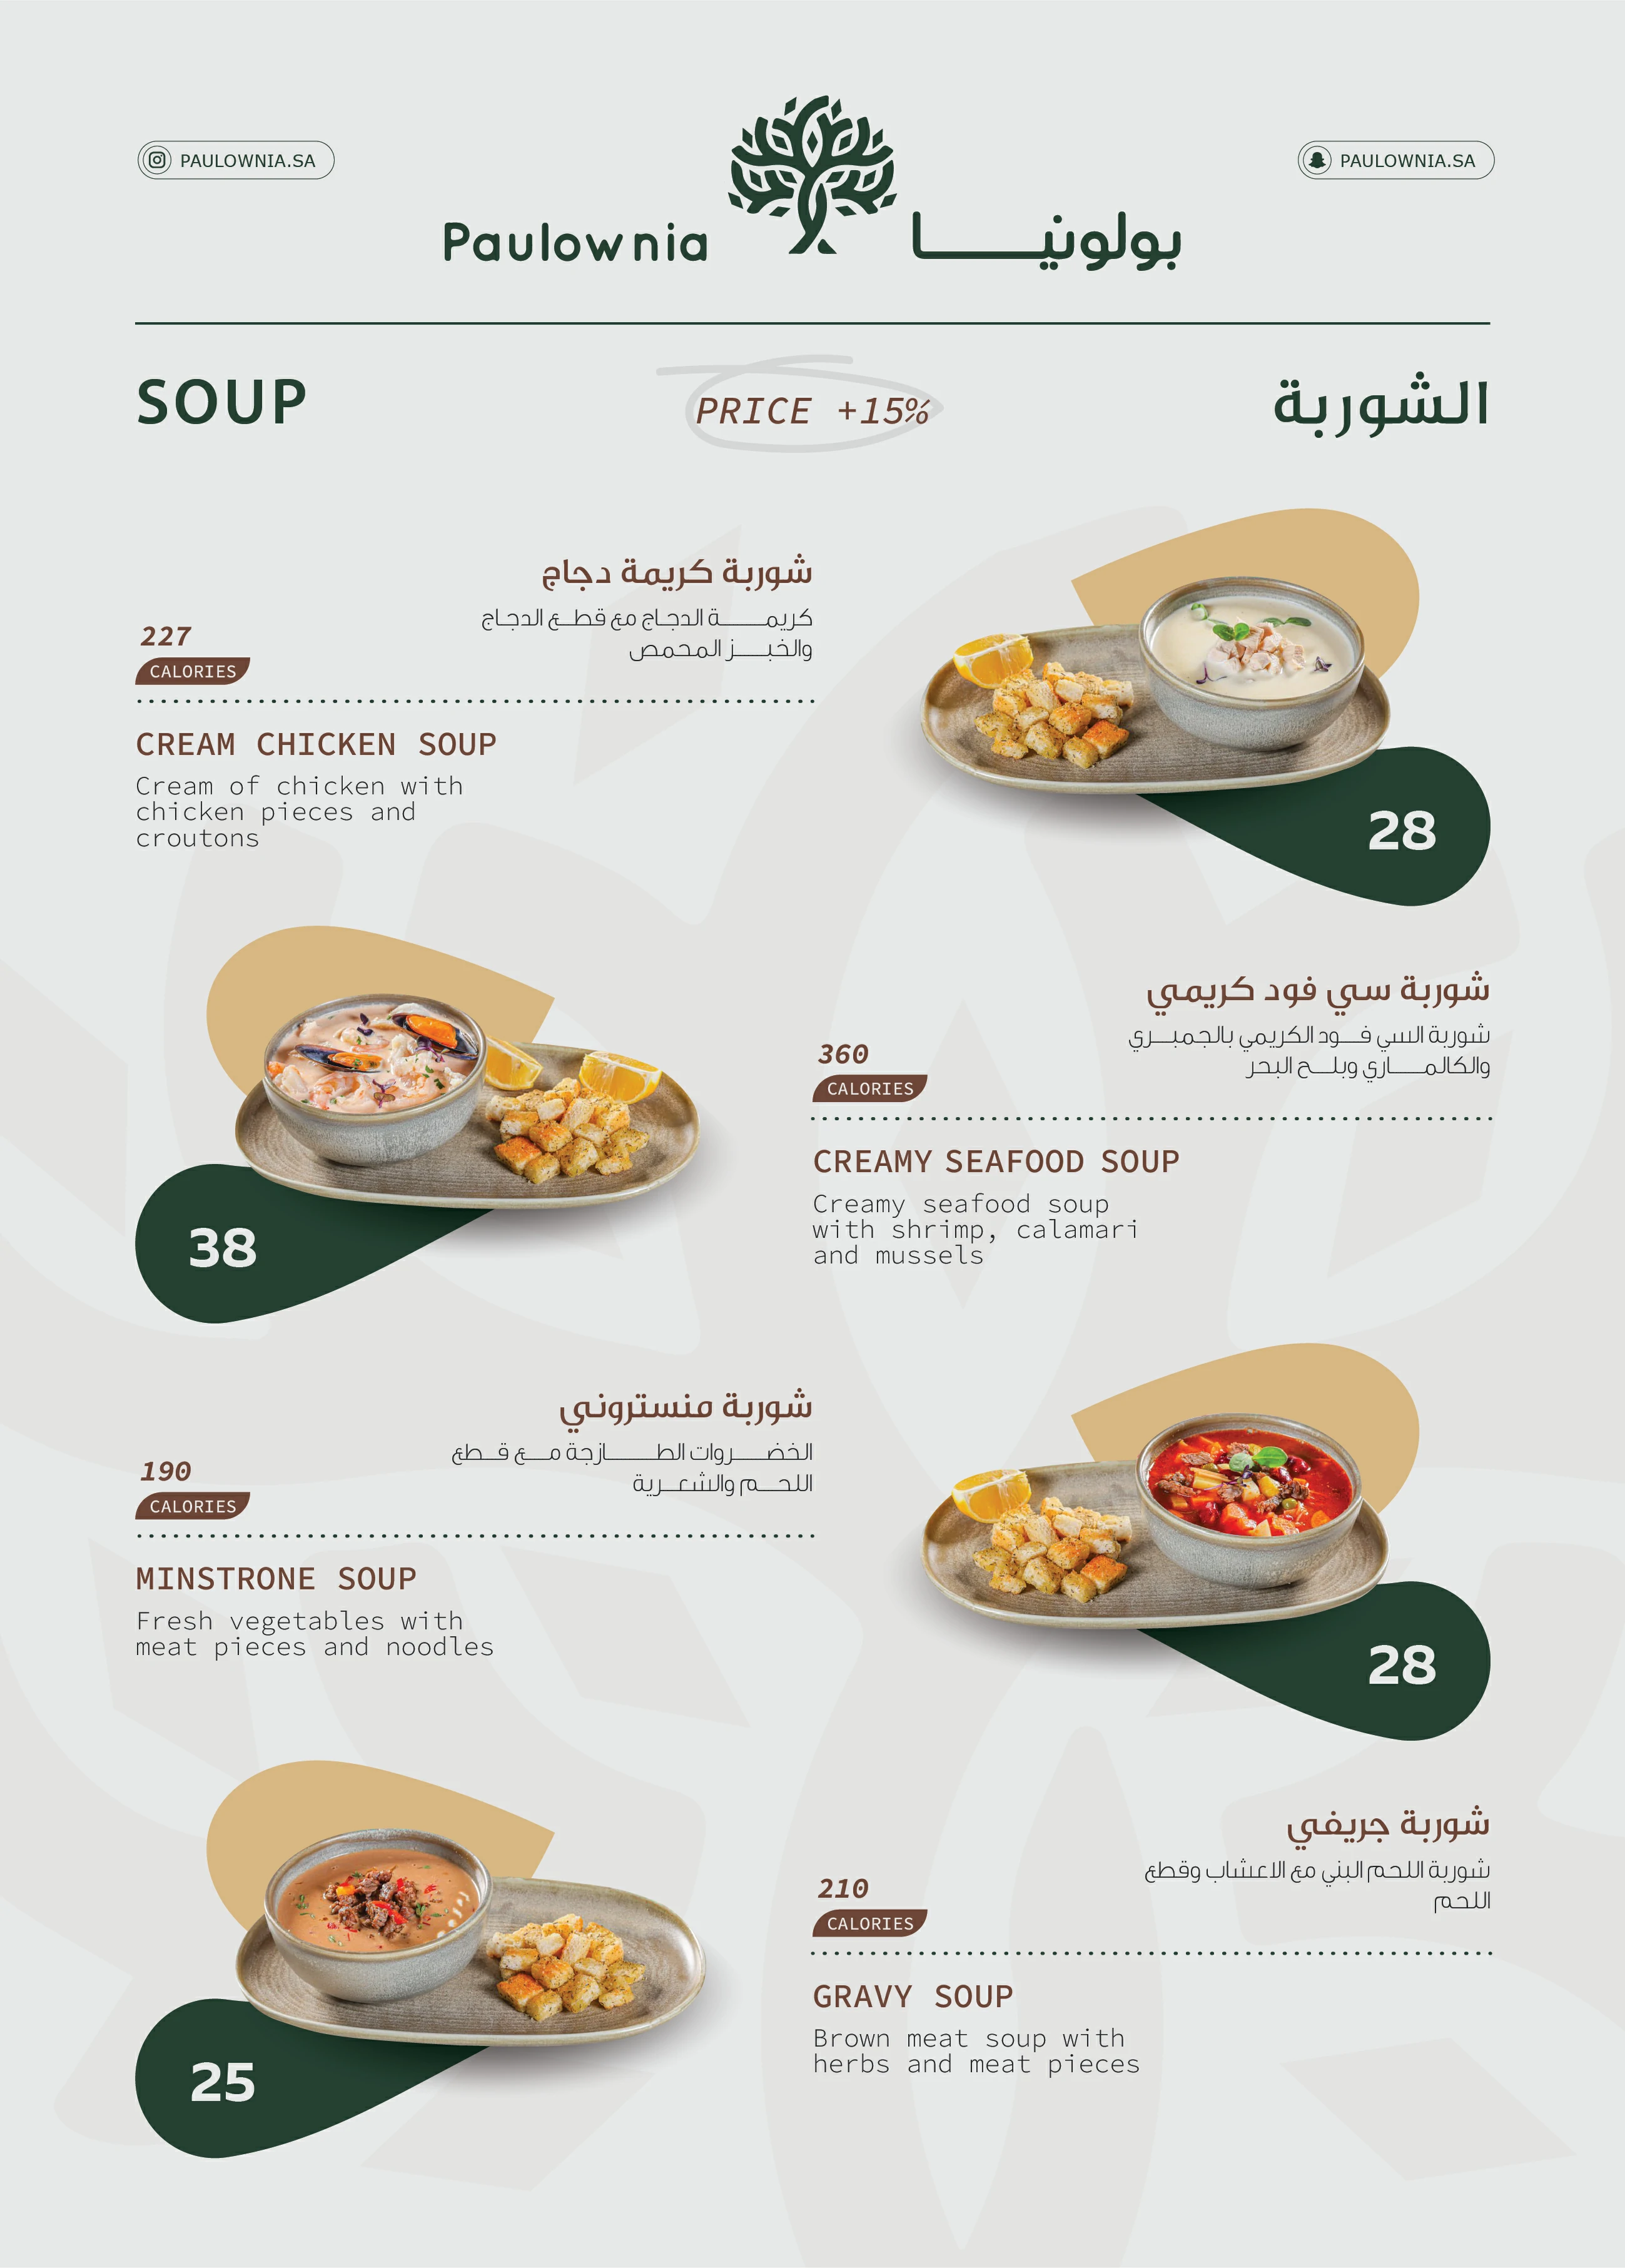 PAULOWNIA.SA
PAULOWNIA.SA
Paulownia
بولونيـــــا
SOUP
PRICE +15%
الشوربة
شوربة كريمة دجاج
كريمـــــة الدجاج مع قطـع الدجاج
والخبـــز المحمص
227
CALORIES
CREAM CHICKEN SOUP
Cream of chicken with
chicken pieces and
croutons
28
شوربة سي فود كريمي
شوربة السي فـــود الكريمي بالجمبـــري
والكالمـــــاري وبلـــح البحر
360
CALORIES
CREAMY SEAFOOD SOUP
Creamy seafood soup
with shrimp, calamari
and mussels
38
شوربة منستروني
الخضـــــروات الطـــــــازجة مـــع قـــطع
اللحـــم والشعـــرية
190
CALORIES
MINSTRONE SOUP
Fresh vegetables with
meat pieces and noodles
28
شوربة جريفي
شوربة اللحم البني مع الاعشاب وقطع
اللحم
210
CALORIES
GRAVY SOUP
Brown meat soup with
herbs and meat pieces
25